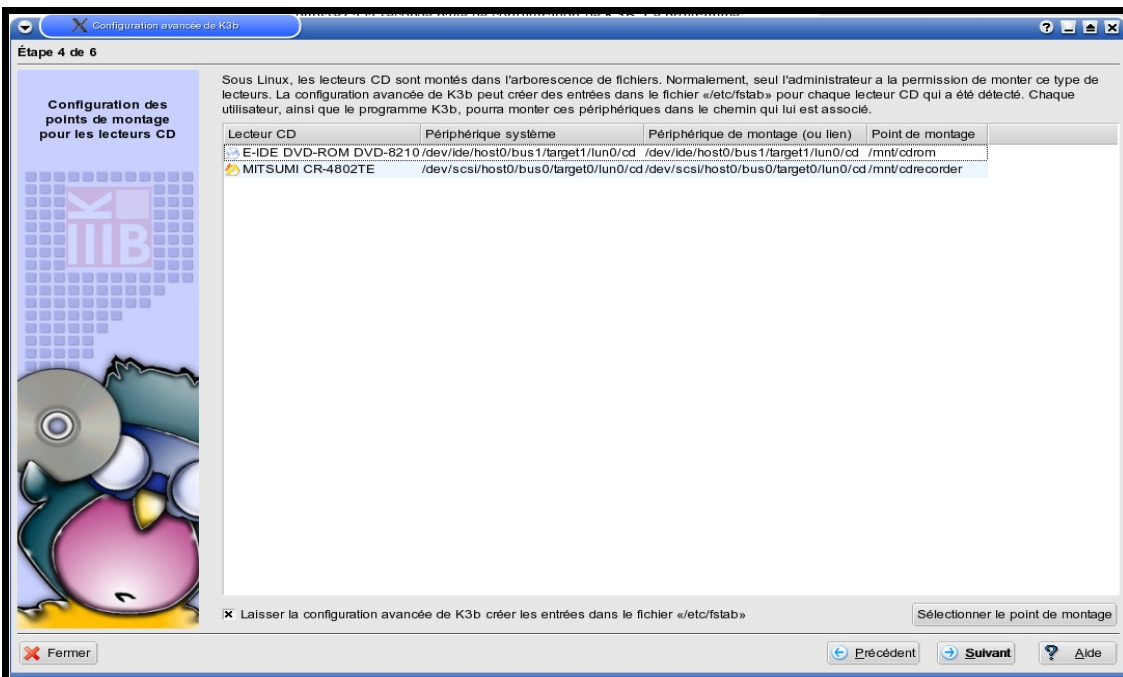 Configuration avancée de K3b
Étape 4 de 6
Configuration des
points de montage
pour les lecteurs CD
Sous Linux, les lecteurs CD sont montés dans l'arborescence de fichiers. Normalement, seul l'administrateur a la permission de monter ce type de
lecteurs. La configuration avancée de K3b peut créer des entrées dans le fichier «/etc/fstab» pour chaque lecteur CD qui a été détecté. Chaque
utilisateur, ainsi que le programme K3b, pourra monter ces périphériques dans le chemin qui lui est associé.
Lecteur CD Périphérique système Périphérique de montage (ou lien) Point de montage
E-IDE DVD-ROM DVD-8210 /dev/ide/host0/bus1/target1/lun0/cd /dev/ide/host0/bus1/target1/lun0/cd /mnt/cdrom
MITSUMI CR-4802TE /dev/scsi/host0/bus0/target0/lun0/cd /dev/scsi/host0/bus0/target0/lun0/cd /mnt/cdrecorder
KIIIB
Laisser la configuration avancée de K3b créer les entrées dans le fichier «/etc/fstab»
Sélectionner le point de montage
Fermer Précédent Suivant Aide